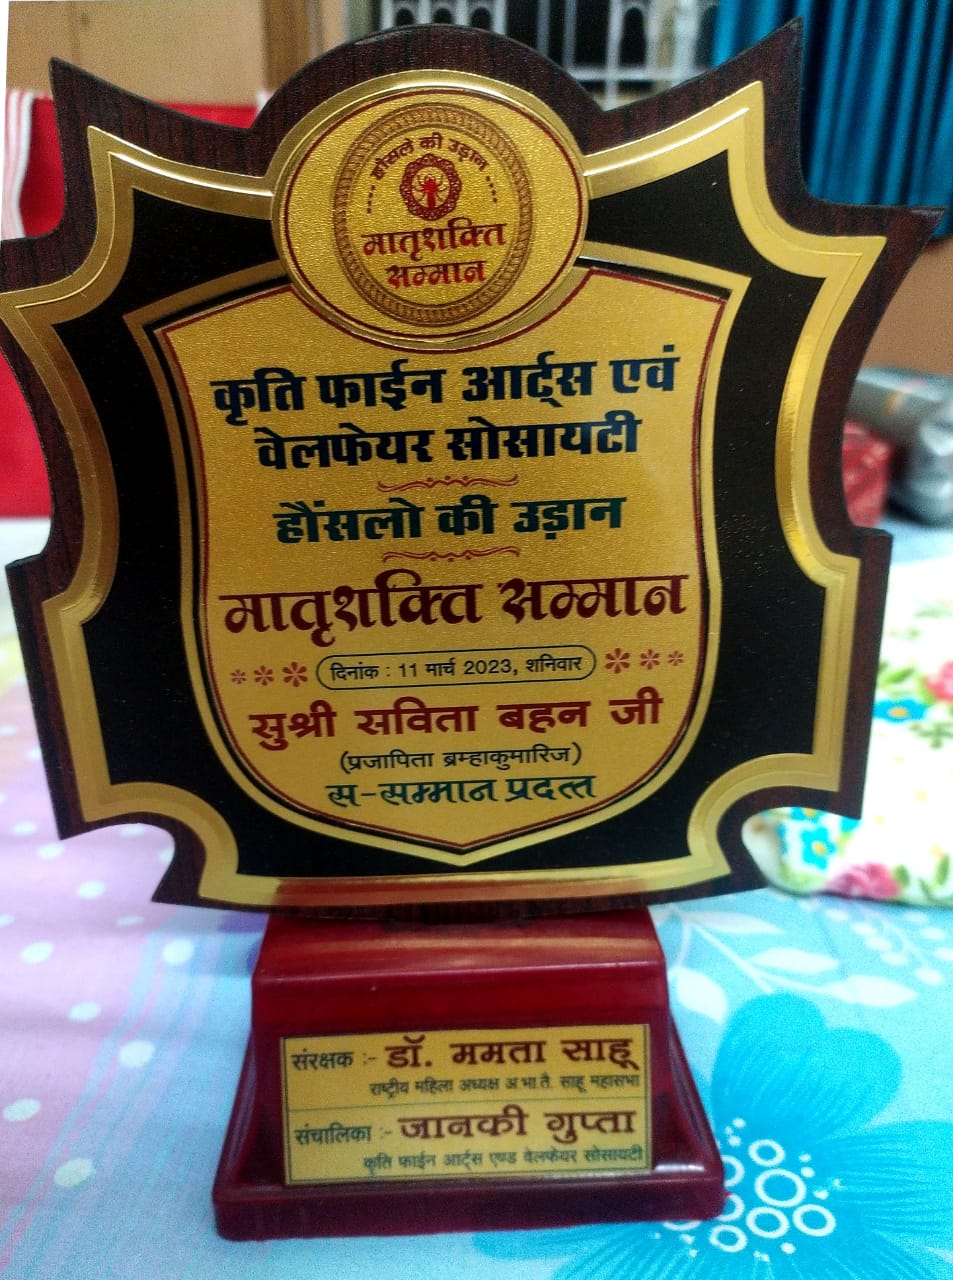 हौंसले की उड़ान
मातृशक्ति
सम्मान
कृति फाईन आर्ट्स एवं
वेलफेयर सोसायटी
हौंसलो की उड़ान
मातृशक्ति सम्मान
दिनांक : 11 मार्च 2023, शनिवार
सुश्री सविता बहन जी
(प्रजापिता ब्रम्हाकुमारिज)
स-सम्मान प्रदत्त
संरक्षक :- डॉ. ममता साहू
राष्ट्रीय महिला अध्यक्ष अ.भा.तै. साहू महासभा
संचालिका :- जानकी गुप्ता
कृति फाईन आर्ट्स एण्ड वेलफेयर सोसायटी